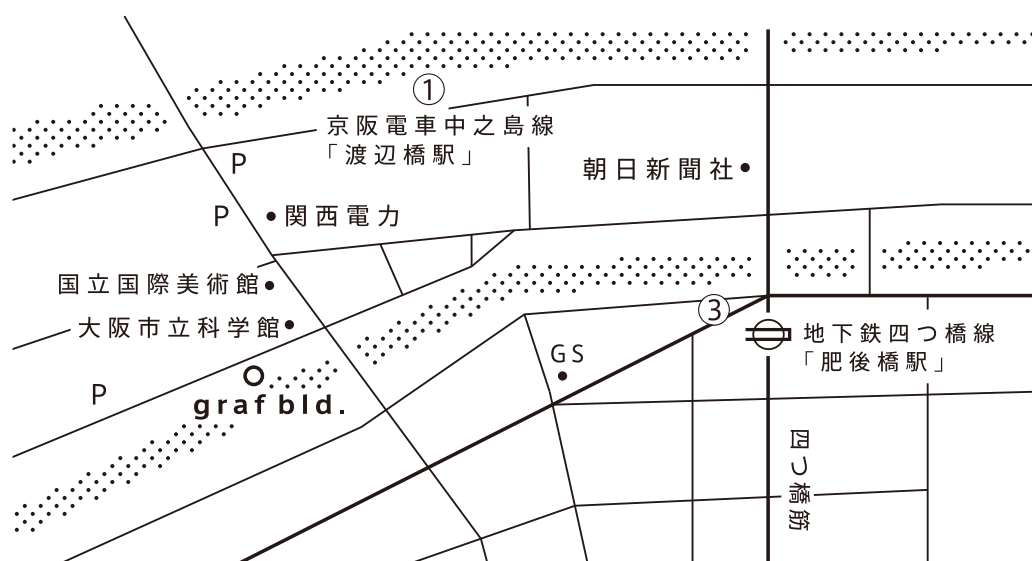 ①
京阪電車中之島線
「渡辺橋駅」
P
朝日新聞社
P
関西電力
国立国際美術館
大阪市立科学館
③
地下鉄四つ橋線
「肥後橋駅」
GS
P
graf bld.
四つ橋筋